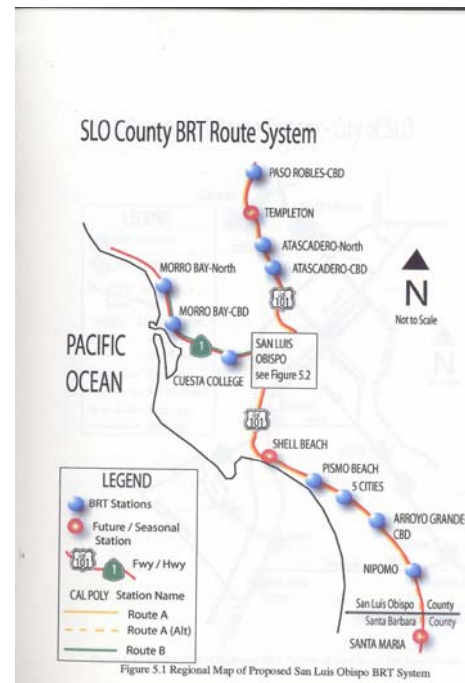 SLO County BRT Route System
PASO ROBLES-CBD
TEMPLETON
ATASCADERO-North
ATASCADERO-CBD
101
N
Not to Scale
MORRO BAY-North
MORRO BAY-CBD
1
CUESTA COLLEGE
SAN LUIS
OBISPO
see Figure 5.2
PACIFIC
OCEAN
101
SHELL BEACH
PISMO BEACH
5 CITIES
ARROYO GRANDE
CBD
NIPOMO
San Luis Obispo County
Santa Barbara County
SANTA MARIA
LEGEND
BRT Stations
Future / Seasonal
Station
101
1
Fwy / Hwy
CAL POLY Station Name
Route A
Route A (Alt)
Route B
Figure 5.1 Regional Map of Proposed San Luis Obispo BRT System